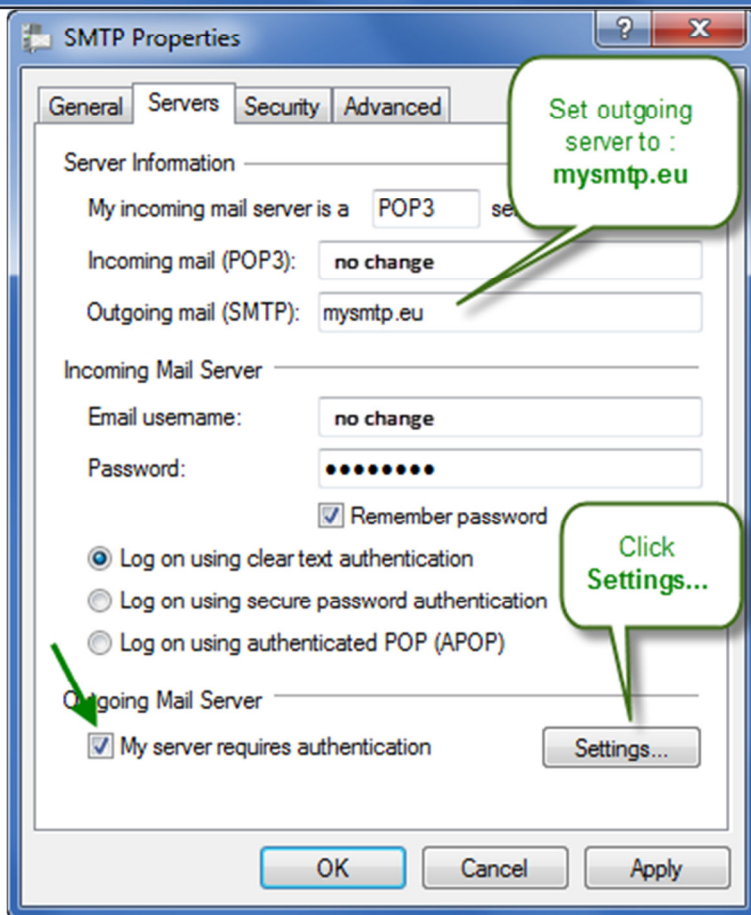 SMTP Properties
General Servers Security Advanced
Set outgoing
server to :
mysmtp.eu
Server Information
My incoming mail server is a POP3
Incoming mail (POP3): no change
Outgoing mail (SMTP): mysmtp.eu
Incoming Mail Server
Email username: no change
Password: ●●●●●●●●
Remember password
Log on using clear text authentication
Click
Settings...
Log on using secure password authentication
Log on using authenticated POP (APOP)
Outgoing Mail Server
My server requires authentication Settings...
OK Cancel Apply